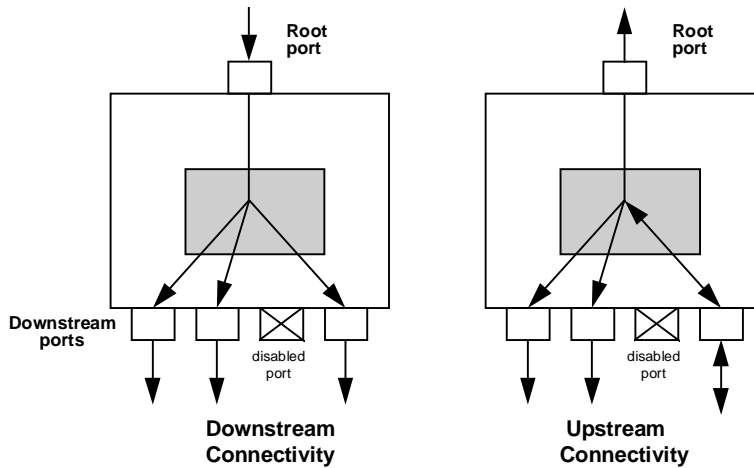 Root
port
Root
port
Downstream
ports
disabled
port
disabled
port
Downstream
Connectivity
Upstream
Connectivity